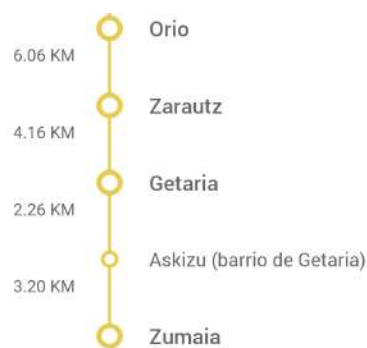 Orio
6.06 KM
Zarautz
4.16 KM
Getaria
2.26 KM
Askizu (barrio de Getaria)
3.20 KM
Zumaia